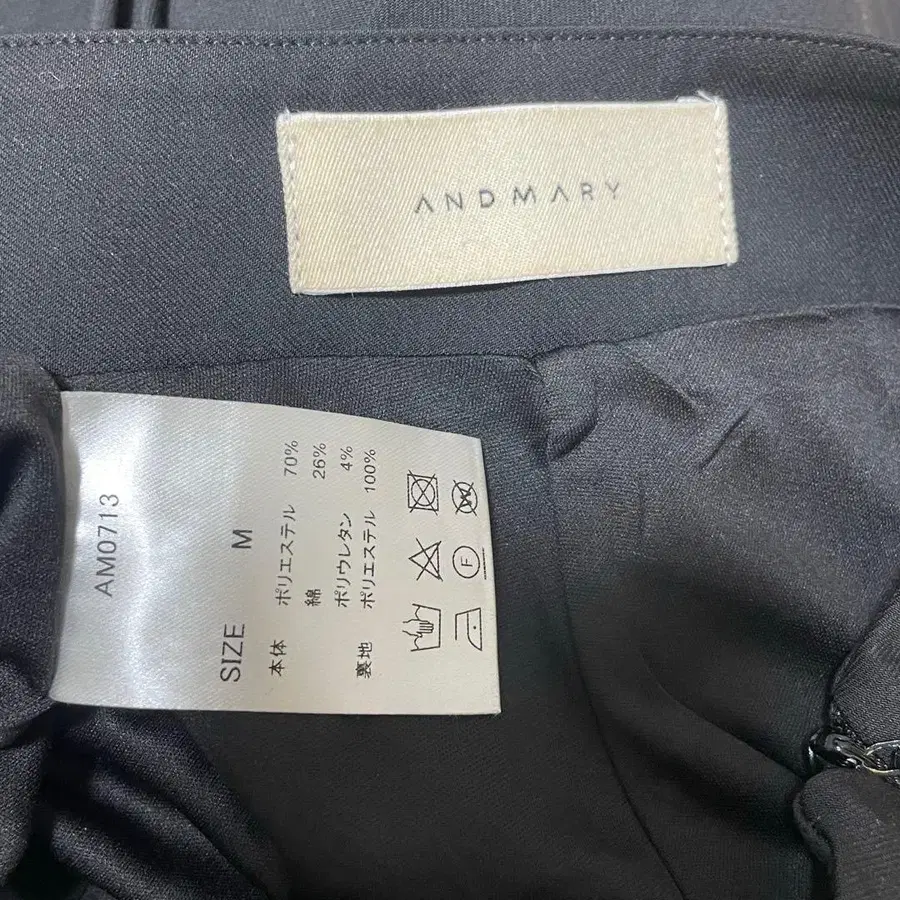 ANDMARY
AM0713
SIZE M
本体 ポリエステル 70%
綿 26%
ポリウレタン 4%
裏地 ポリエステル 100%
W
F